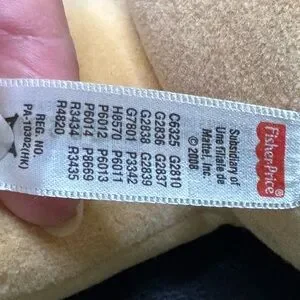 Fisher-Price
Subsidiary of
Une filiale de
Mattel, Inc.
© 2008
C6325 G2810
G2836 G2837
G2838 G2839
G7801 P3342
H8570 P6011
P6012 P6013
P6014 P8669
R3434 R3435
R4820
REG. NO.
PA-10382(HK)